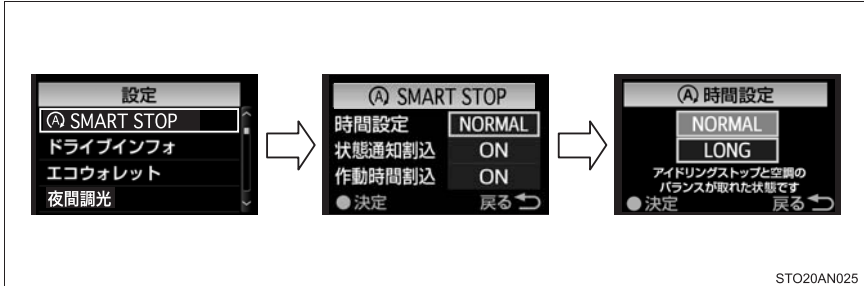 設定
Ⓐ SMART STOP
ドライブインフォ
エコウォレット
夜間調光
Ⓐ SMART STOP
時間設定 NORMAL
状態通知割込 ON
作動時間割込 ON
●決定 戻る
Ⓐ 時間設定
NORMAL
LONG
アイドリングストップと空調の
バランスが取れた状態です
●決定 戻る
STO20AN025